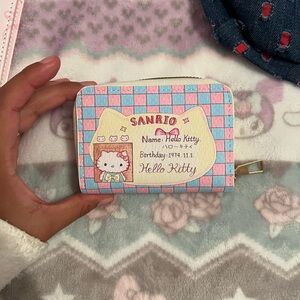 SANRIO
Name: Hello Kitty
ハローキティ
Birthday: 1974.11.1
Hello Kitty